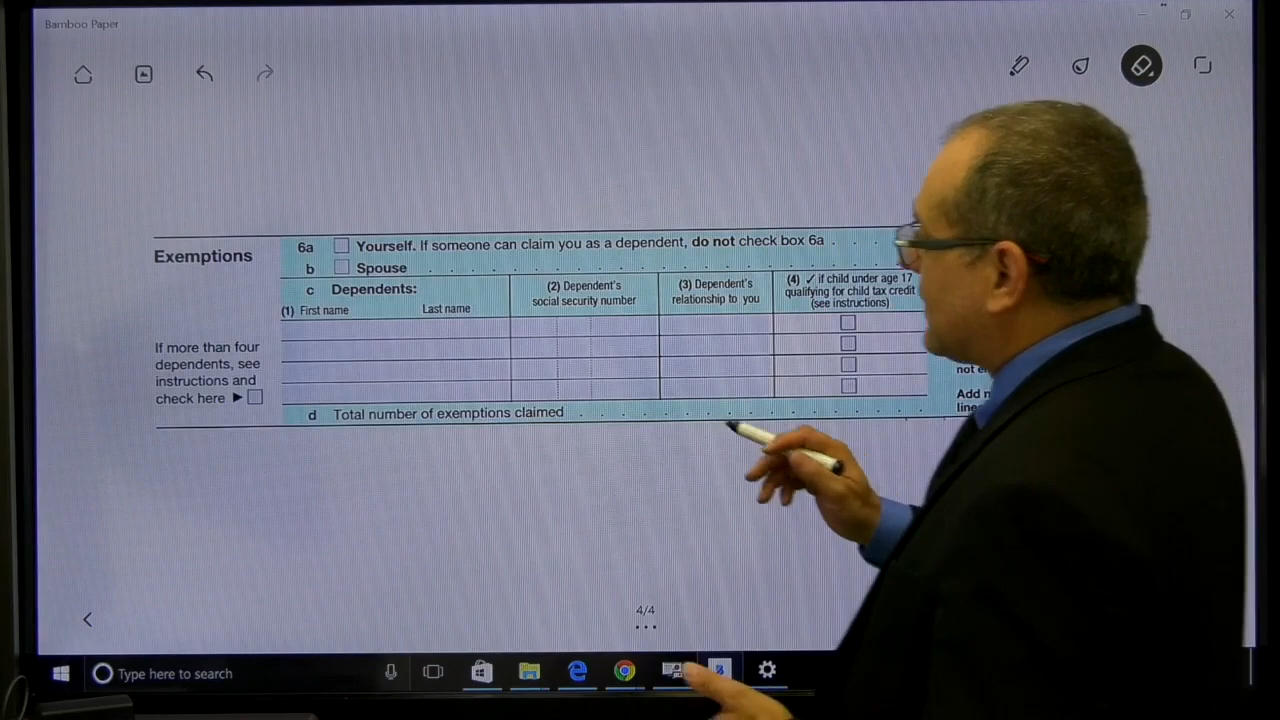 Bamboo Paper
Exemptions
6a Yourself. If someone can claim you as a dependent, do not check box 6a . . .
b Spouse . . . . . . . . . . . . . . . . . . . . . .
c Dependents:
(1) First name Last name
(2) Dependent's
social security number
(3) Dependent's
relationship to you
(4) ✓ if child under age 17
qualifying for child tax credit
(see instructions)
If more than four
dependents, see
instructions and
check here ▶
d Total number of exemptions claimed . . . . . . . . . . . . . . . . .
not
Add
4/4
Type here to search